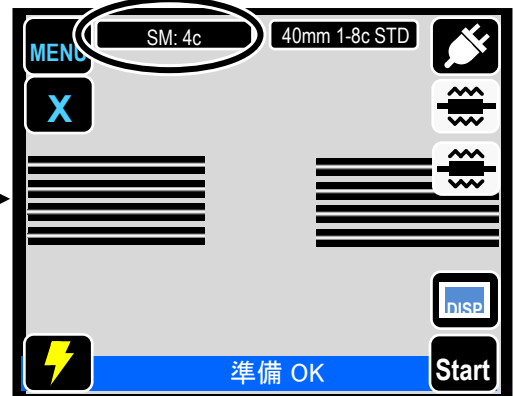 MENU
SM: 4c
40mm 1-8c STD
X
DISP
準備 OK
Start